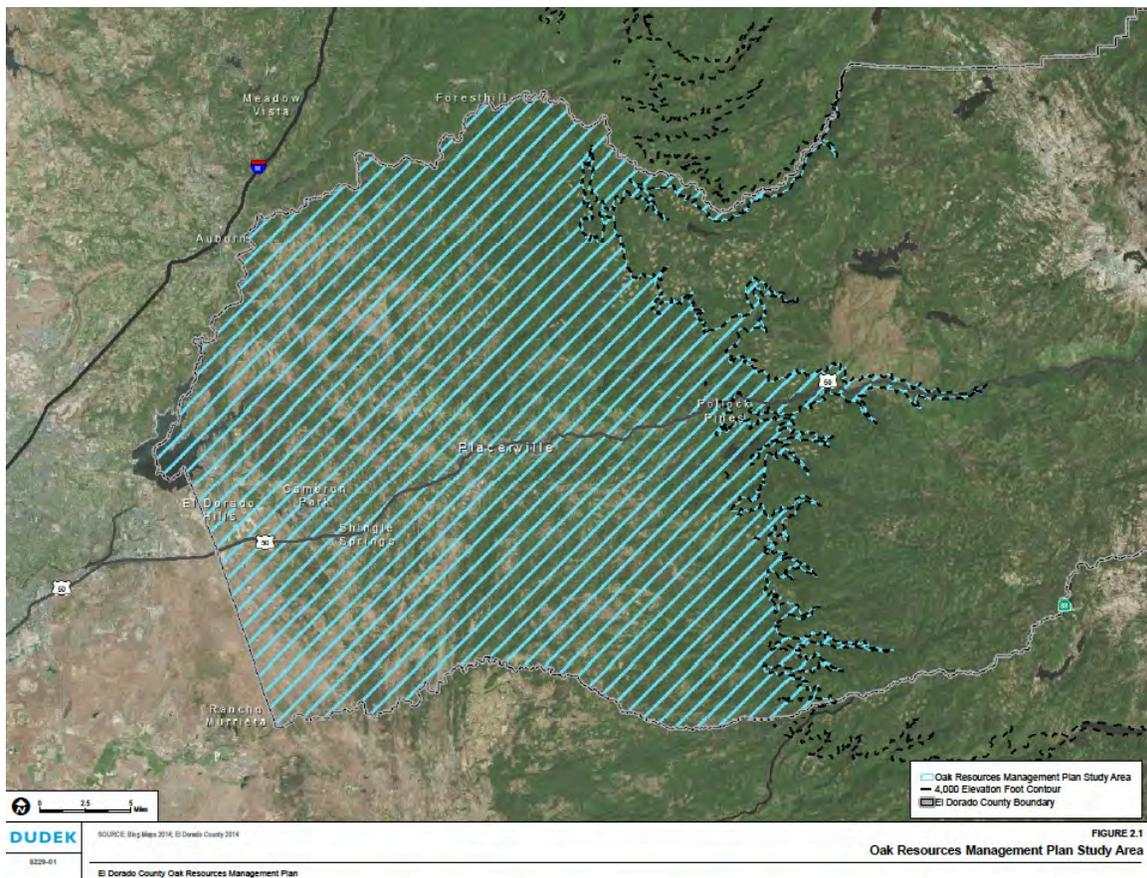 Meadow
Vista
Foresthill
80
Auburn
50
Pollock
Pines
Placerville
El Dorado
Hills
Cameron
Park
Shingle
Springs
50
50
88
Rancho
Murrieta
Oak Resources Management Plan Study Area
4,000 Elevation Foot Contour
El Dorado County Boundary
N
0 2.5 5
Miles
DUDEK
8229-01
SOURCE: Bing Maps 2014; El Dorado County 2014
El Dorado County Oak Resources Management Plan
FIGURE 2.1
Oak Resources Management Plan Study Area